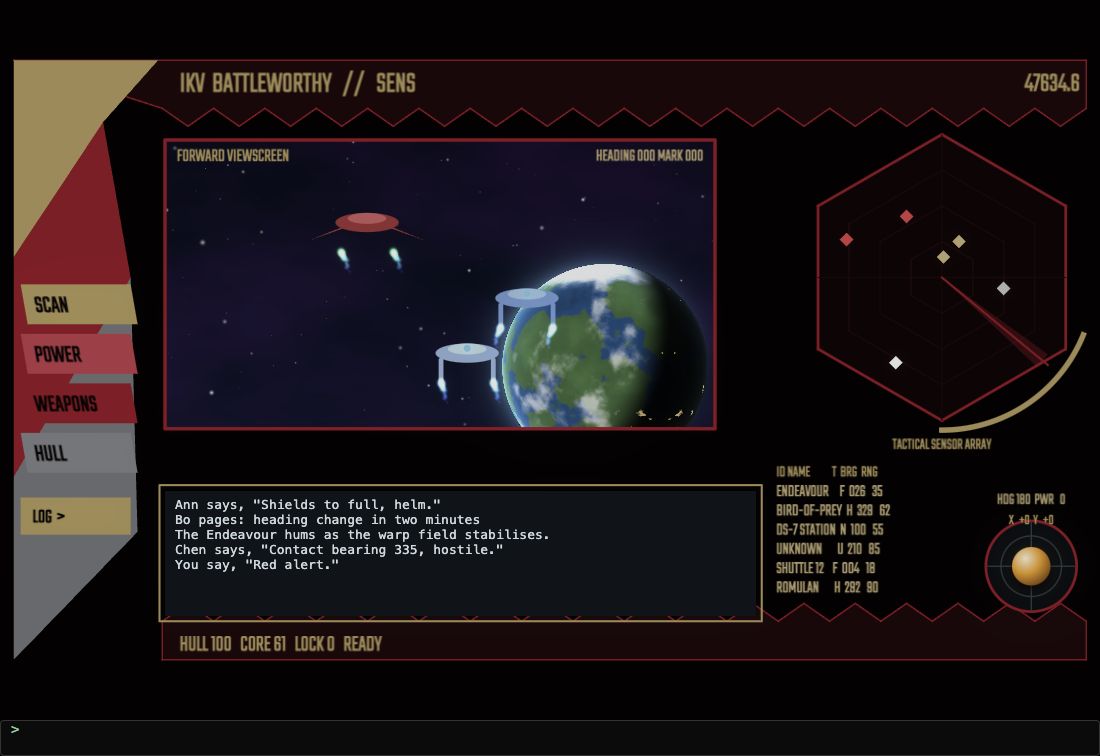 IKV BATTLEWORTHY // SENS
47634.6
FORWARD VIEWSCREEN
HEADING 000 MARK 000
SCAN
POWER
WEAPONS
HULL
LOG >
TACTICAL SENSOR ARRAY
ID NAME T BRG RNG
ENDEAVOUR F 026 35
BIRD-OF-PREY H 329 62
DS-7 STATION N 100 55
UNKNOWN U 210 85
SHUTTLE 12 F 004 18
ROMULAN H 282 90
HDG 180 PWR 0
X +0 Y +0
Ann says, "Shields to full, helm."
Bo pages: heading change in two minutes
The Endeavour hums as the warp field stabilises.
Chen says, "Contact bearing 335, hostile."
You say, "Red alert."
HULL 100 CORE 61 LOCK 0 READY
>